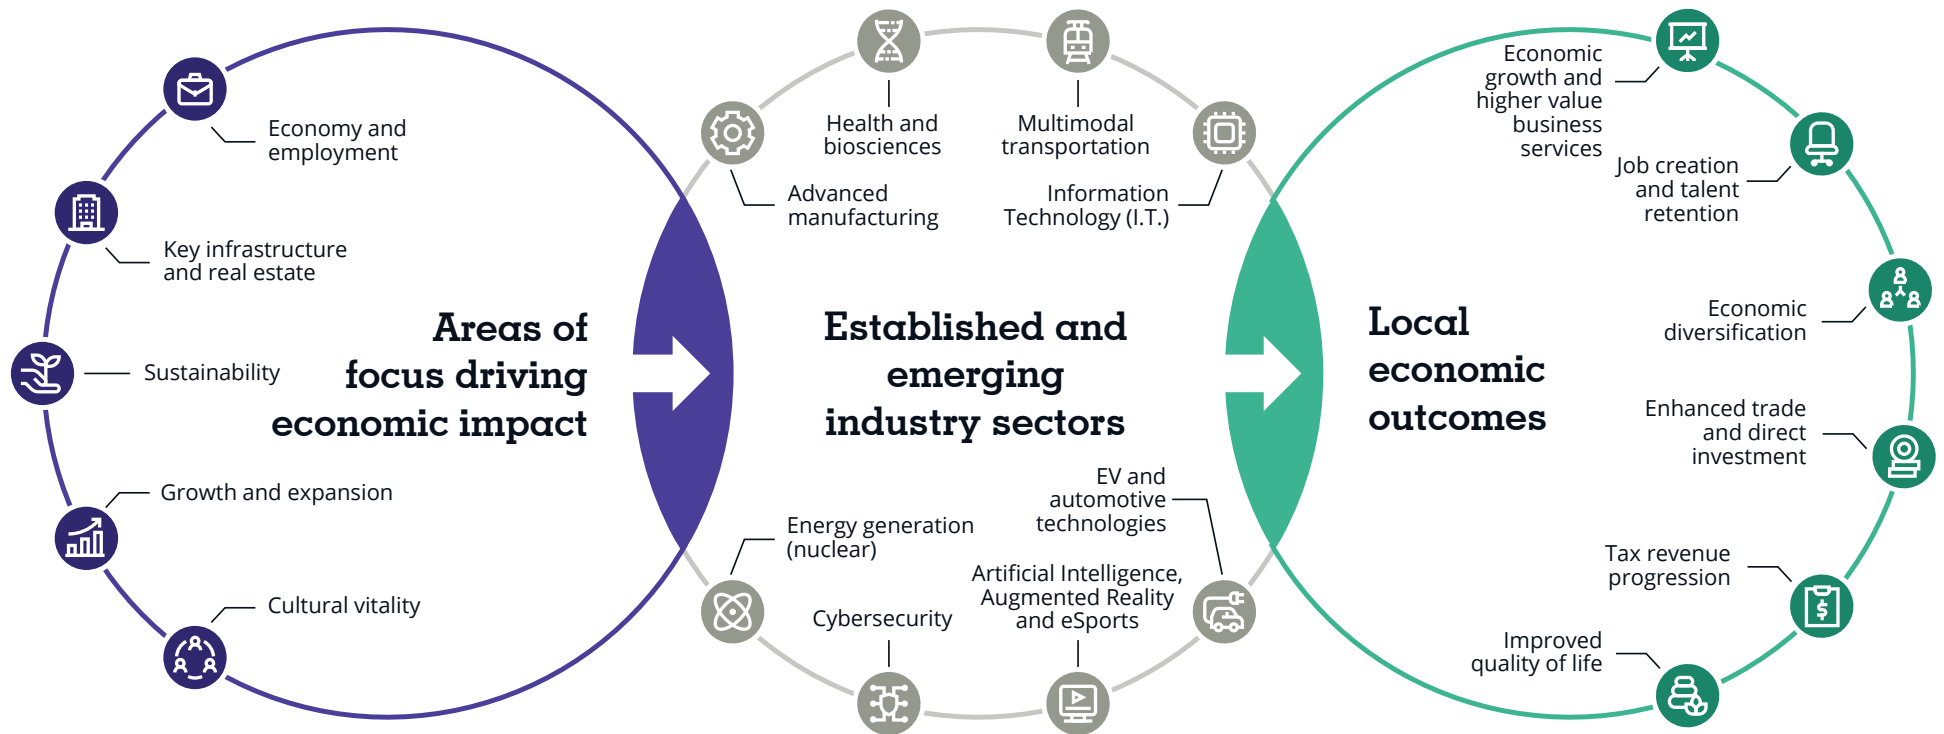 Economy and
employment
Key infrastructure
and real estate
Sustainability
Areas of
focus driving
economic impact
Growth and expansion
Cultural vitality
Health and
biosciences
Multimodal
transportation
Advanced
manufacturing
Information
Technology (I.T.)
Established and
emerging
industry sectors
Energy generation
(nuclear)
EV and
automotive
technologies
Cybersecurity
Artificial Intelligence,
Augmented Reality
and eSports
Economic
growth and
higher value
business
services
Job creation
and talent
retention
Local
economic
outcomes
Economic
diversification
Enhanced trade
and direct
investment
Tax revenue
progression
Improved
quality of life
$